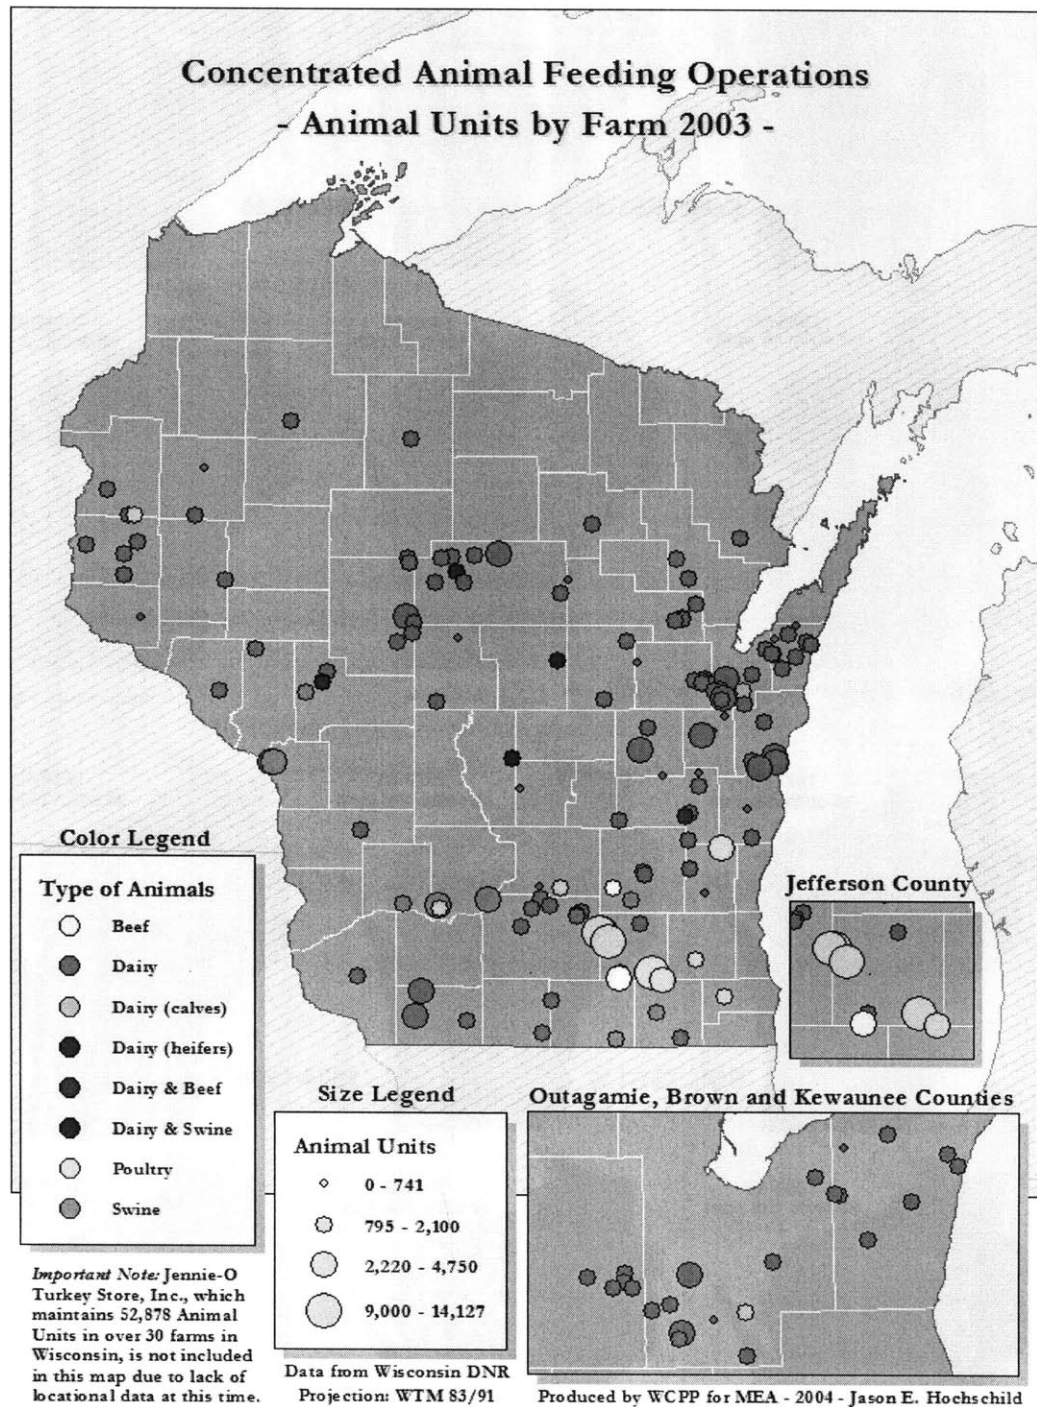 Concentrated Animal Feeding Operations
- Animal Units by Farm 2003 -
Color Legend
Type of Animals
Beef
Dairy
Dairy (calves)
Dairy (heifers)
Dairy & Beef
Dairy & Swine
Poultry
Swine
Important Note: Jennie-O
Turkey Store, Inc., which
maintains 52,878 Animal
Units in over 30 farms in
Wisconsin, is not included
in this map due to lack of
locational data at this time.
Size Legend
Animal Units
0 - 741
795 - 2,100
2,220 - 4,750
9,000 - 14,127
Data from Wisconsin DNR
Projection: WTM 83/91
Jefferson County
Outagamie, Brown and Kewaunee Counties
Produced by WCPP for MEA - 2004 - Jason E. Hochschild